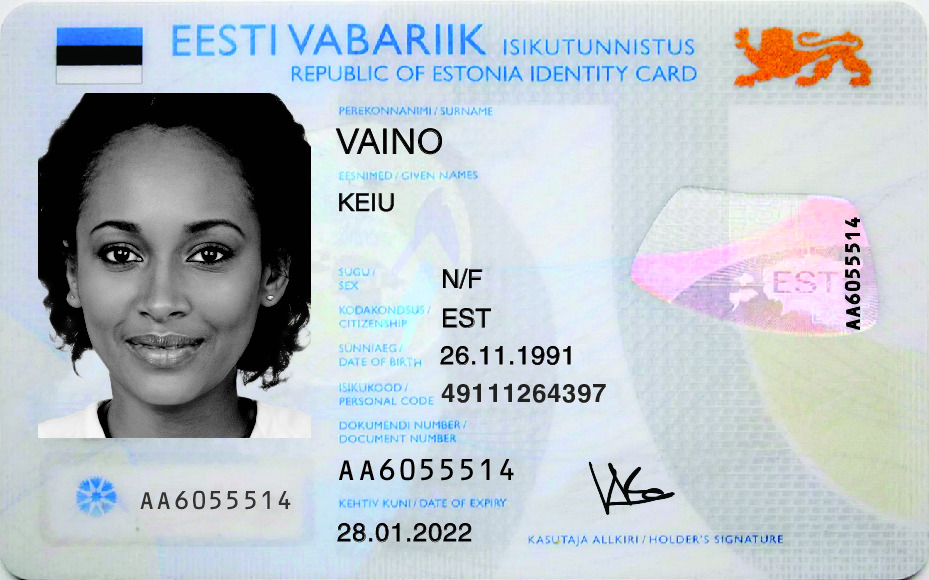 EESTI VABARIIK ISIKUTUNNISTUS
REPUBLIC OF ESTONIA IDENTITY CARD
PEREKONNANIMI / SURNAME
VAINO
EESNIMED / GIVEN NAMES
KEIU
SUGU /
SEX
N/F
KODAKONDSUS /
CITIZENSHIP
EST
SÜNNIAEG /
DATE OF BIRTH
26.11.1991
ISIKUKOOD /
PERSONAL CODE
49111264397
DOKUMENDI NUMBER /
DOCUMENT NUMBER
AA6055514
KEHTIV KUNI / DATE OF EXPIRY
28.01.2022
AA6055514
EST
AA6055514
KASUTAJA ALLKIRI / HOLDER'S SIGNATURE